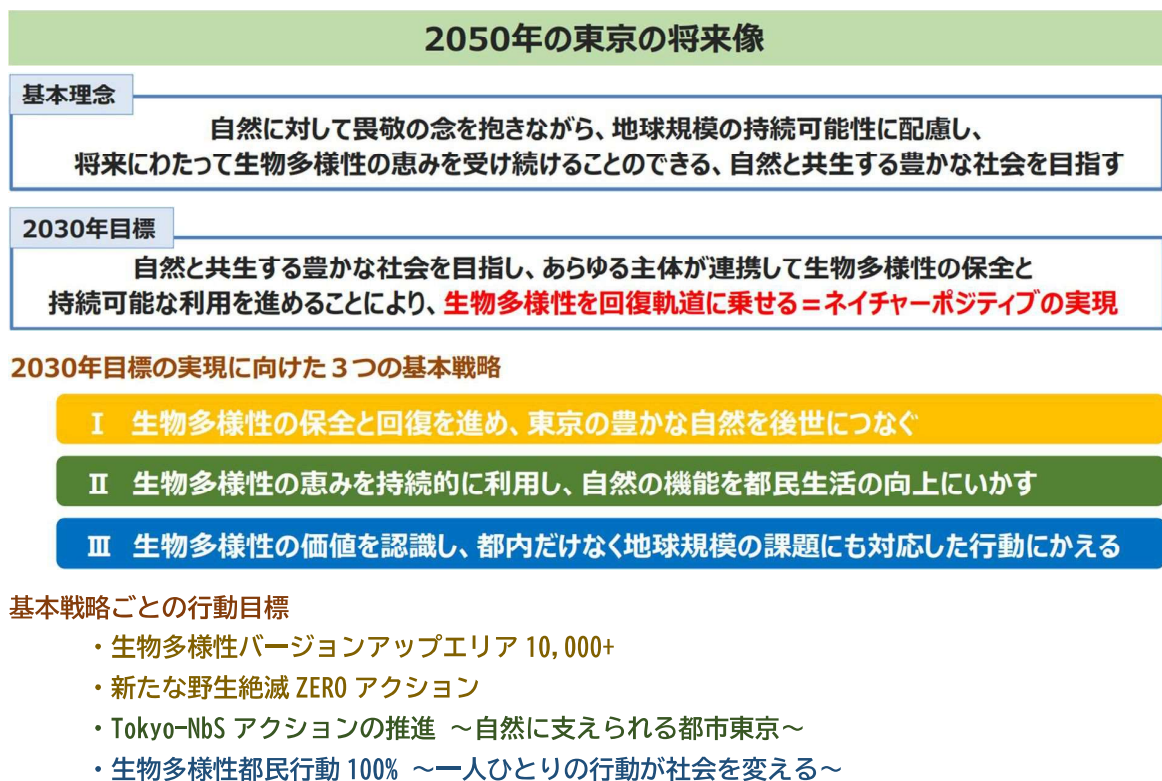 2050年の東京の将来像
基本理念
自然に対して畏敬の念を抱きながら、地球規模の持続可能性に配慮し、
将来にわたって生物多様性の恵みを受け続けることのできる、自然と共生する豊かな社会を目指す
2030年目標
自然と共生する豊かな社会を目指し、あらゆる主体が連携して生物多様性の保全と
持続可能な利用を進めることにより、生物多様性を回復軌道に乗せる＝ネイチャーポジティブの実現
2030年目標の実現に向けた３つの基本戦略
Ⅰ 生物多様性の保全と回復を進め、東京の豊かな自然を後世につなぐ
Ⅱ 生物多様性の恵みを持続的に利用し、自然の機能を都民生活の向上にいかす
Ⅲ 生物多様性の価値を認識し、都内だけなく地球規模の課題にも対応した行動にかえる
基本戦略ごとの行動目標
・生物多様性バージョンアップエリア 10,000+
・新たな野生絶滅 ZERO アクション
・Tokyo-NbS アクションの推進 ～自然に支えられる都市東京～
・生物多様性都民行動 100% ～一人ひとりの行動が社会を変える～